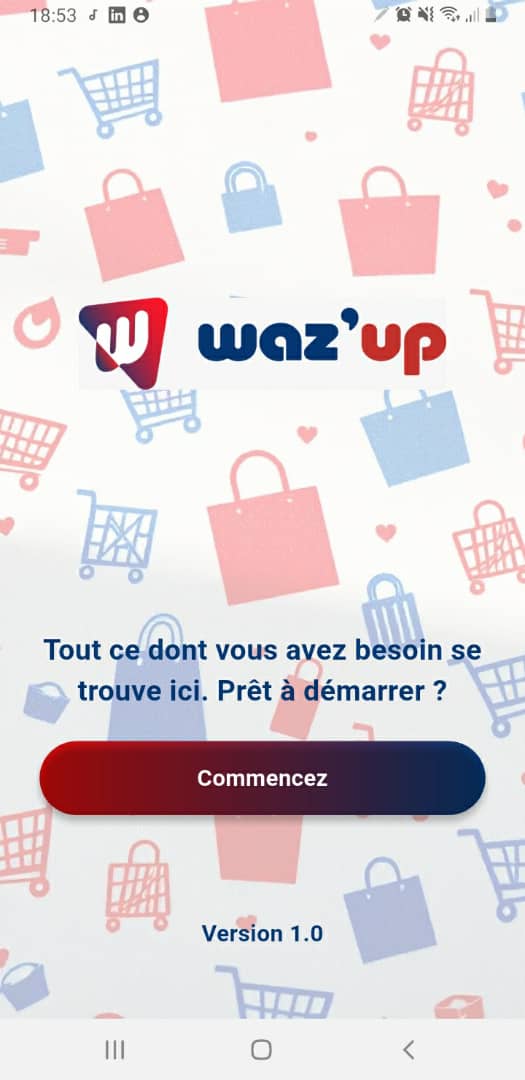 18:53
waz'up
Tout ce dont vous avez besoin se
trouve ici. Prêt à démarrer ?
Commencez
Version 1.0